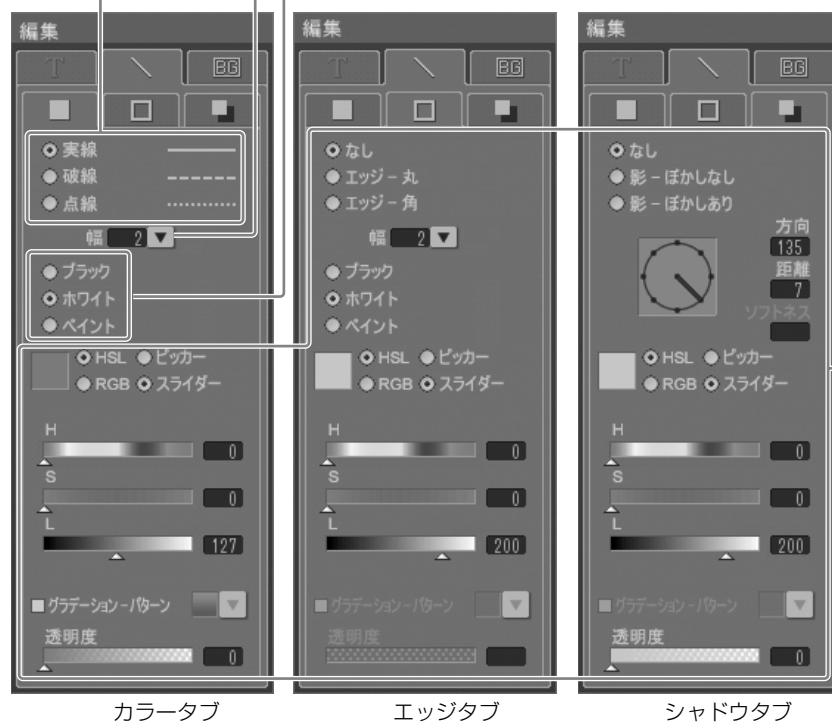 編集
T
BG
実線
破線
点線
幅 2
ブラック
ホワイト
ペイント
HSL ピッカー
RGB スライダー
H
0
S
0
L
127
グラデーション－パターン
透明度
0
カラータブ
編集
T
BG
なし
エッジ－丸
エッジ－角
幅 2
ブラック
ホワイト
ペイント
HSL ピッカー
RGB スライダー
H
0
S
0
L
200
グラデーション－パターン
透明度
エッジタブ
編集
T
BG
なし
影－ぼかしなし
影－ぼかしあり
方向
135
距離
7
ソフトネス
HSL ピッカー
RGB スライダー
H
0
S
0
L
200
グラデーション－パターン
透明度
0
シャドウタブ